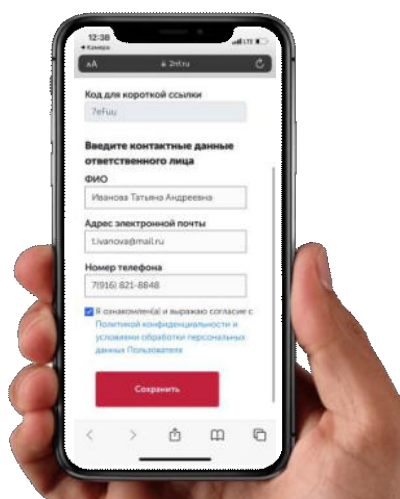 12:38
LTE
◀ Камера
AA 2nf.ru
Код для короткой ссылки
7eFuu
Введите контактные данные
ответственного лица
ФИО
Иванова Татьяна Андреевна
Адрес электронной почты
t.ivanova@mail.ru
Номер телефона
7(916) 821-8848
Я ознакомлен(а) и выражаю согласие с
Политикой конфиденциальности и
условиями обработки персональных
данных Пользователя
Сохранить